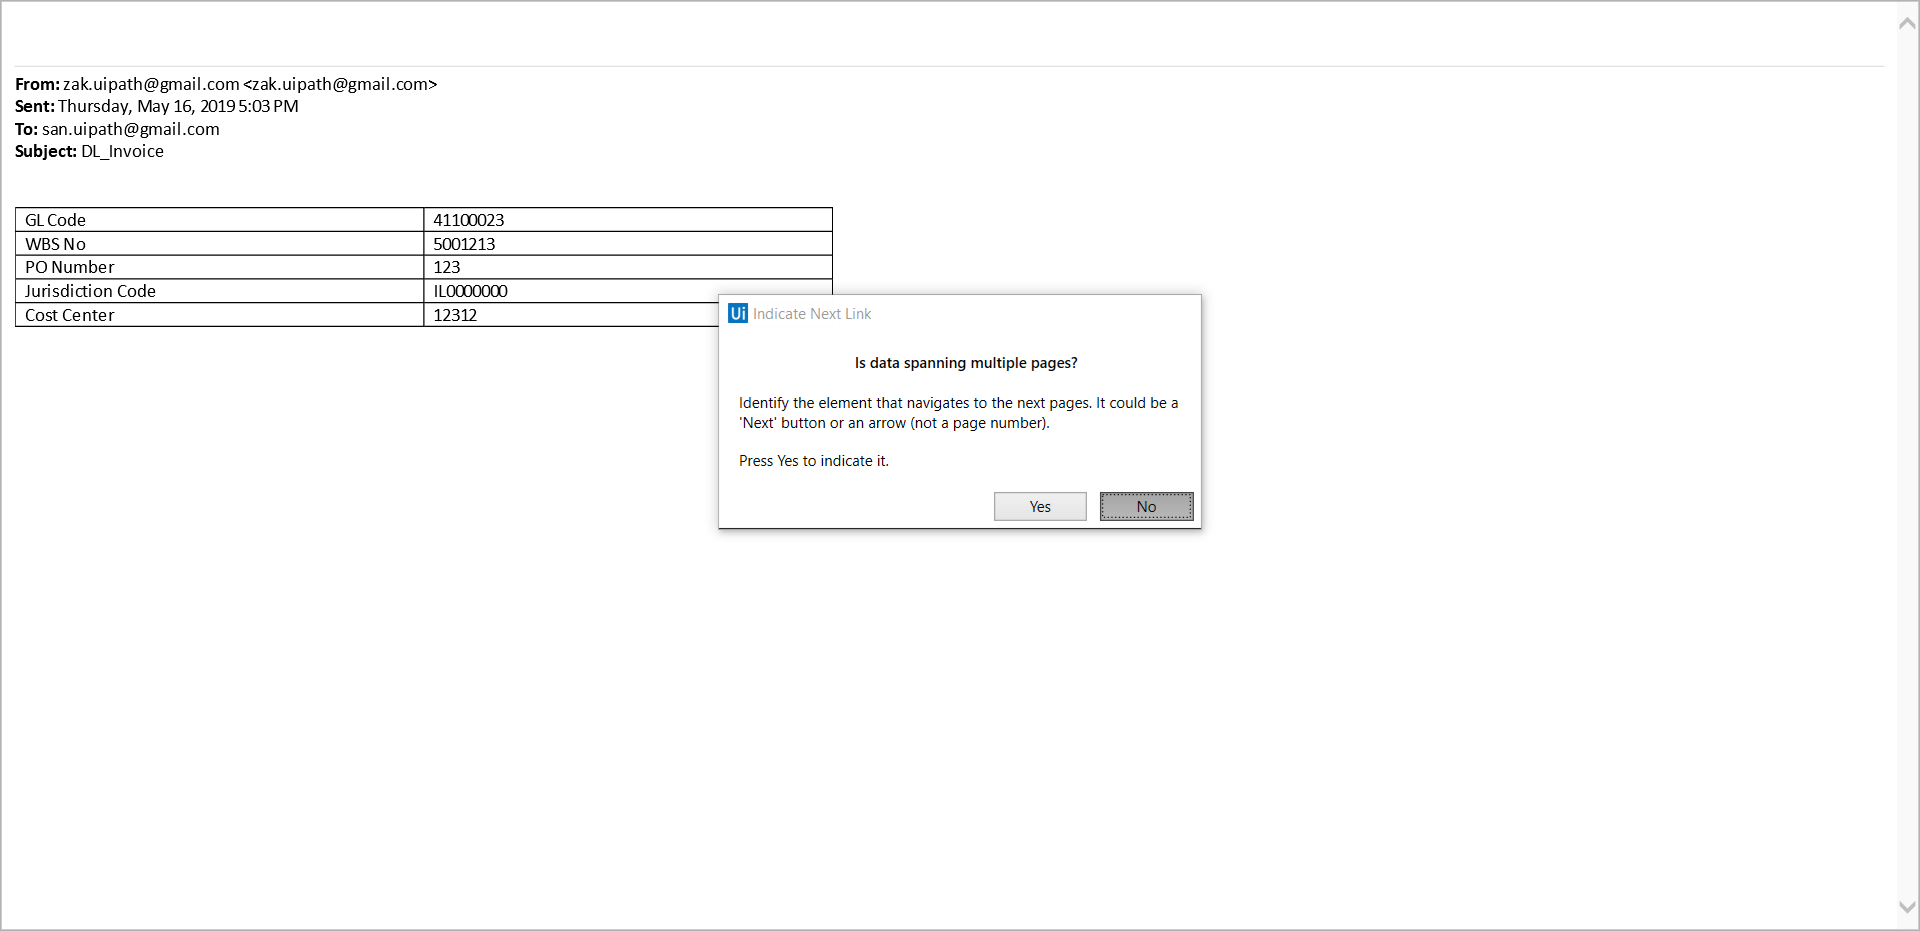 From: zak.uipath@gmail.com <zak.uipath@gmail.com>
Sent: Thursday, May 16, 2019 5:03 PM
To: san.uipath@gmail.com
Subject: DL_Invoice
GL Code 41100023
WBS No 5001213
PO Number 123
Jurisdiction Code IL0000000
Cost Center 12312
Ui Indicate Next Link
Is data spanning multiple pages?
Identify the element that navigates to the next pages. It could be a
'Next' button or an arrow (not a page number).
Press Yes to indicate it.
Yes No